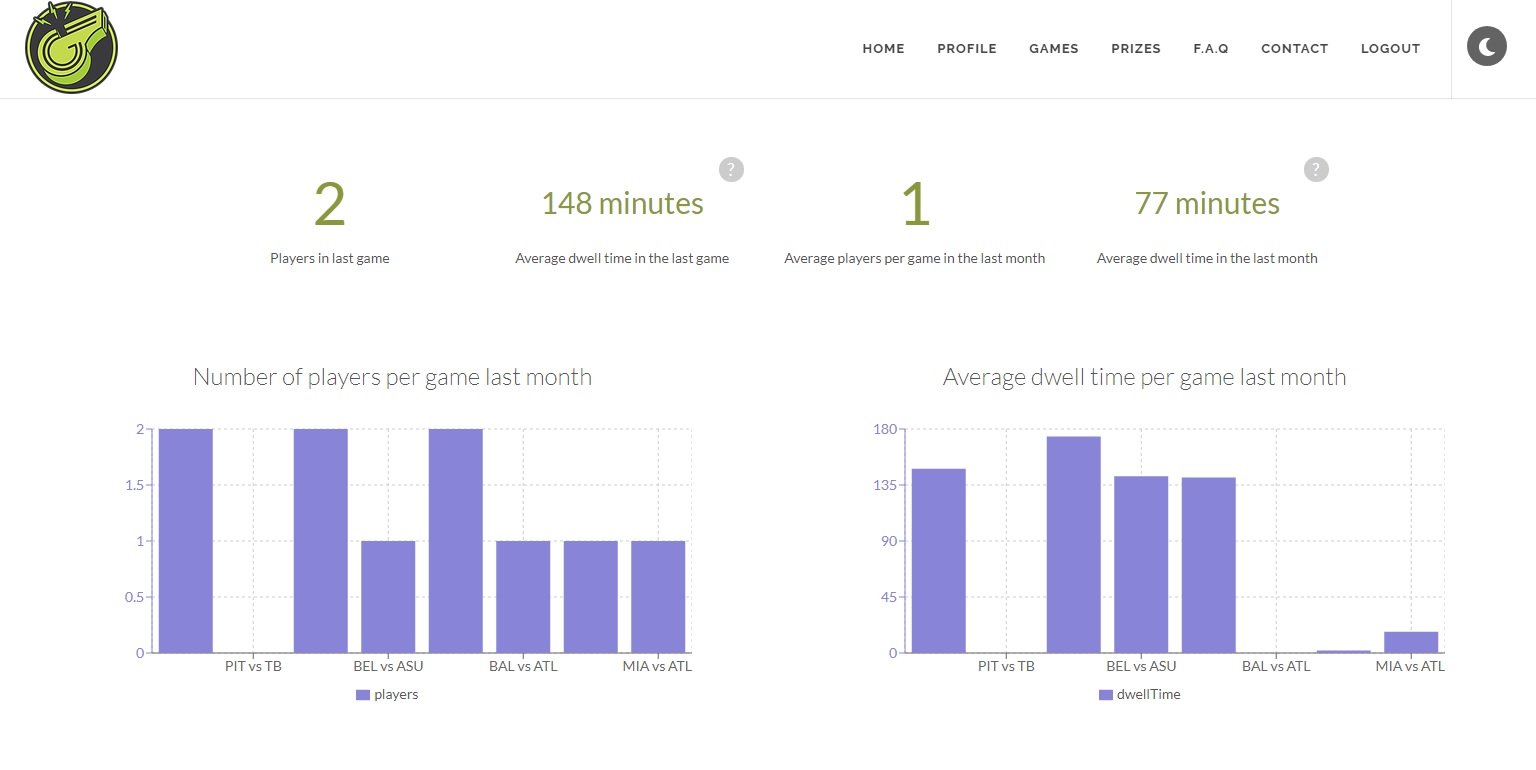 HOME PROFILE GAMES PRIZES F.A.Q CONTACT LOGOUT
? ?
2 148 minutes 1 77 minutes
Players in last game Average dwell time in the last game Average players per game in the last month Average dwell time in the last month
Number of players per game last month
2
1.5
1
0.5
0
PIT vs TB BEL vs ASU BAL vs ATL MIA vs ATL
players
Average dwell time per game last month
180
135
90
45
0
PIT vs TB BEL vs ASU BAL vs ATL MIA vs ATL
dwellTime